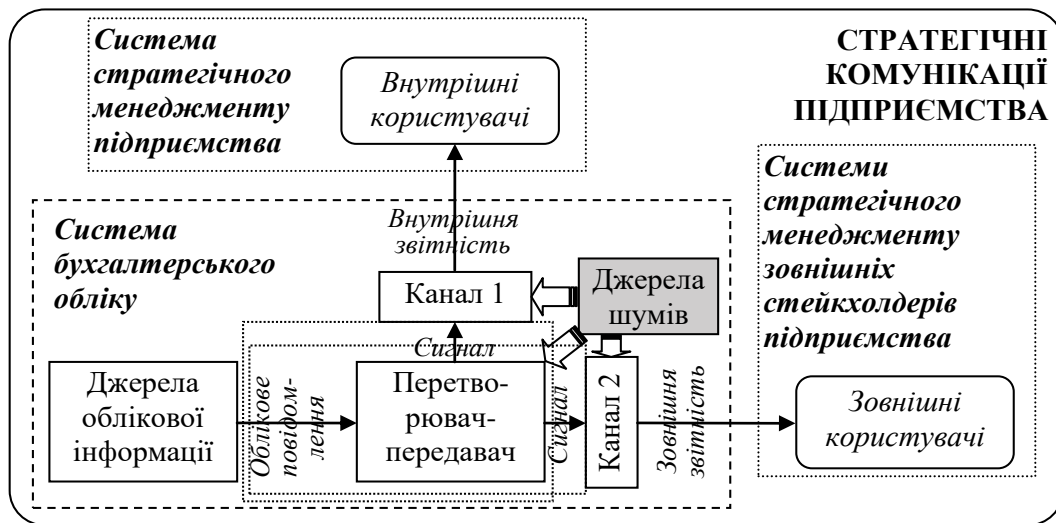 Система
стратегічного
менеджменту
підприємства
Внутрішні
користувачі
СТРАТЕГІЧНІ
КОМУНІКАЦІЇ
ПІДПРИЄМСТВА
Системи
стратегічного
менеджменту
зовнішніх
стейкхолдерів
підприємства
Зовнішні
користувачі
Система
бухгалтерського
обліку
Внутрішня
звітність
Канал 1
Джерела
шумів
Сигнал
Джерела
облікової
інформації
Облікове
повідом-
лення
Перетво-
рювач-
передавач
Сигнал
Канал 2
Зовнішня
звітність